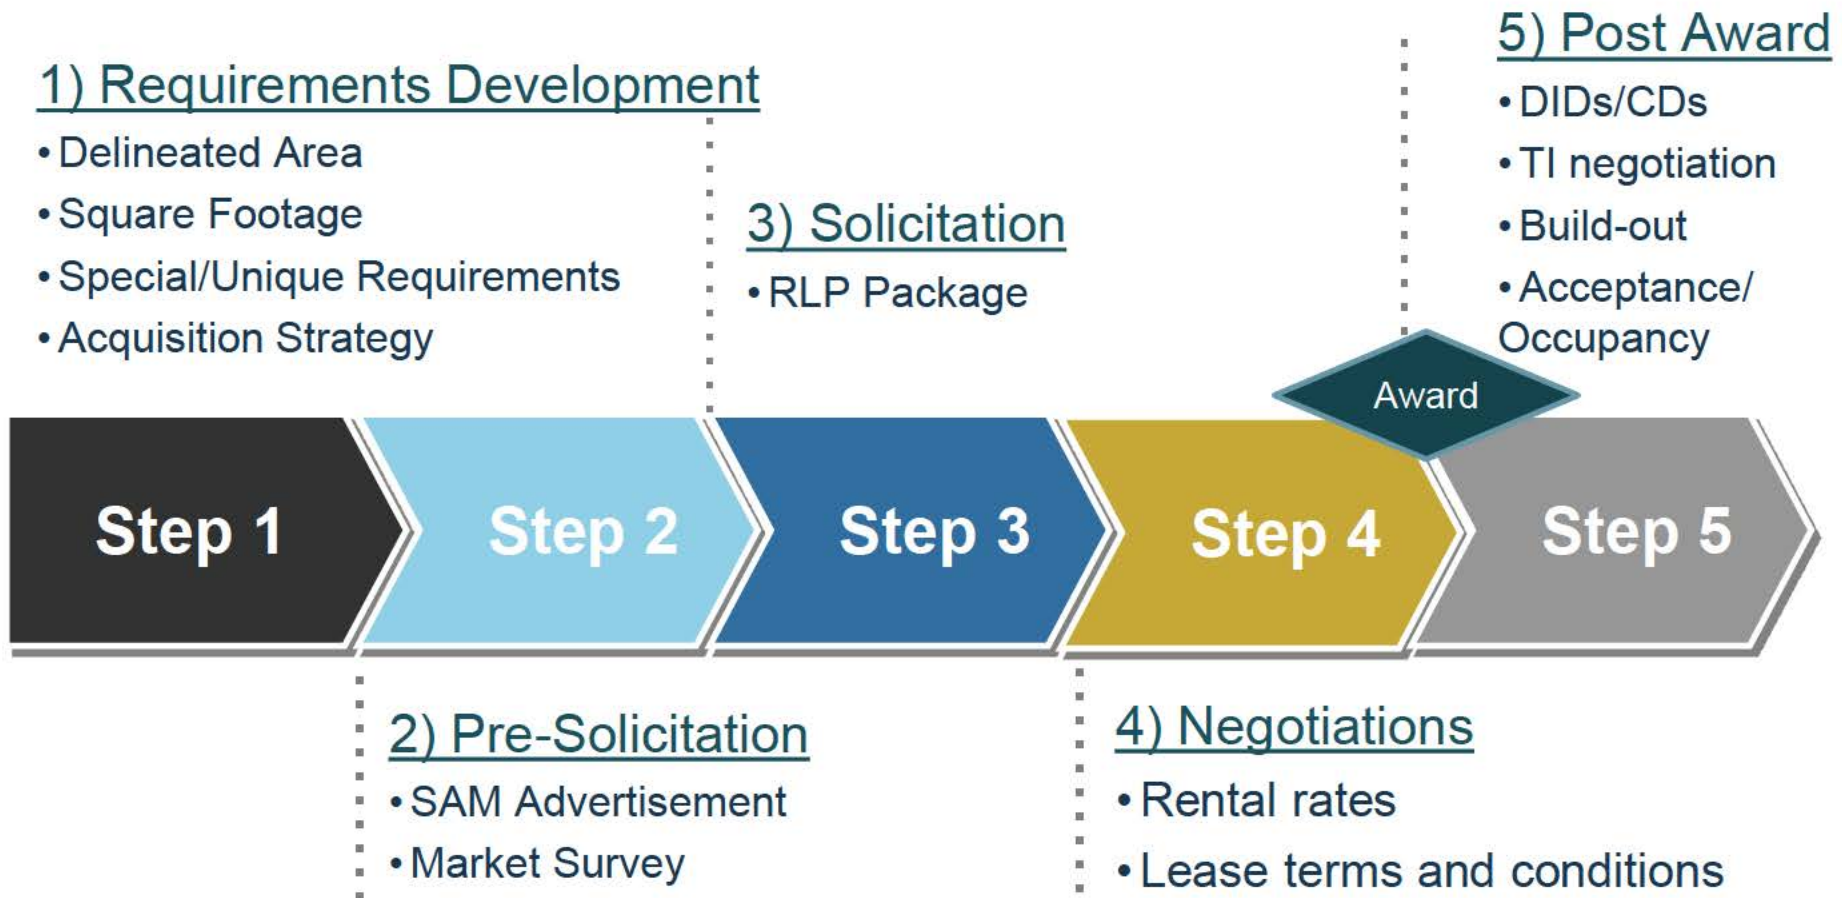 1) Requirements Development
• Delineated Area
• Square Footage
• Special/Unique Requirements
• Acquisition Strategy
3) Solicitation
• RLP Package
5) Post Award
• DIDs/CDs
• TI negotiation
• Build-out
• Acceptance/
Occupancy
Award
Step 1
Step 2
Step 3
Step 4
Step 5
2) Pre-Solicitation
• SAM Advertisement
• Market Survey
4) Negotiations
• Rental rates
• Lease terms and conditions